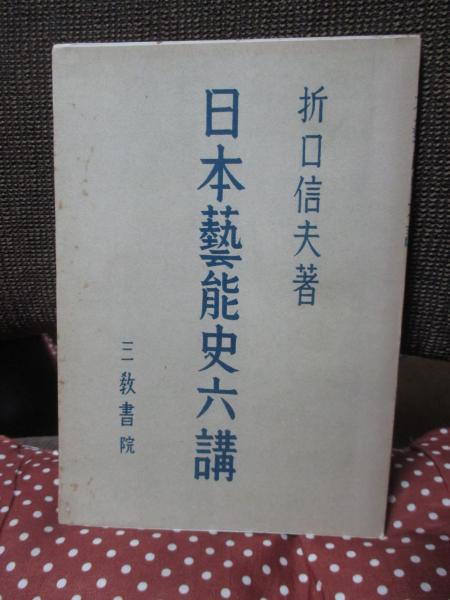 折口信夫著
日本藝能史六講
三教書院